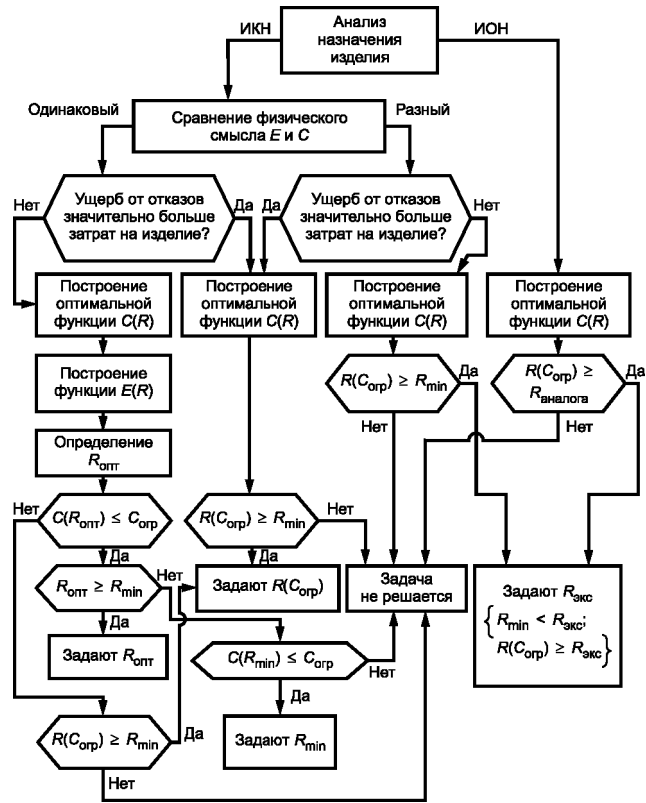 Анализ
назначения
изделия
ИКН
ИОН
Одинаковый
Сравнение физического
смысла E и C
Разный
Нет
Ущерб от отказов
значительно больше
затрат на изделие?
Да
Да
Ущерб от отказов
значительно больше
затрат на изделие?
Нет
Построение
оптимальной
функции C(R)
Построение
оптимальной
функции C(R)
Построение
оптимальной
функции C(R)
Построение
оптимальной
функции C(R)
Построение
функции E(R)
R(Cогр) ≥ Rmin
Да
Нет
R(Cогр) ≥
Rаналога
Да
Нет
Определение
Rопт
Нет
C(Rопт) ≤ Cогр
Да
R(Cогр) ≥ Rmin
Нет
Да
Rопт ≥ Rmin
Нет
Да
Задают R(Cогр)
Задача
не решается
Задают Rэкс
{Rmin < Rэкс;
R(Cогр) ≥ Rэкс}
Задают Rопт
C(Rmin) ≤ Cогр
Нет
Да
R(Cогр) ≥ Rmin
Да
Нет
Задают Rmin